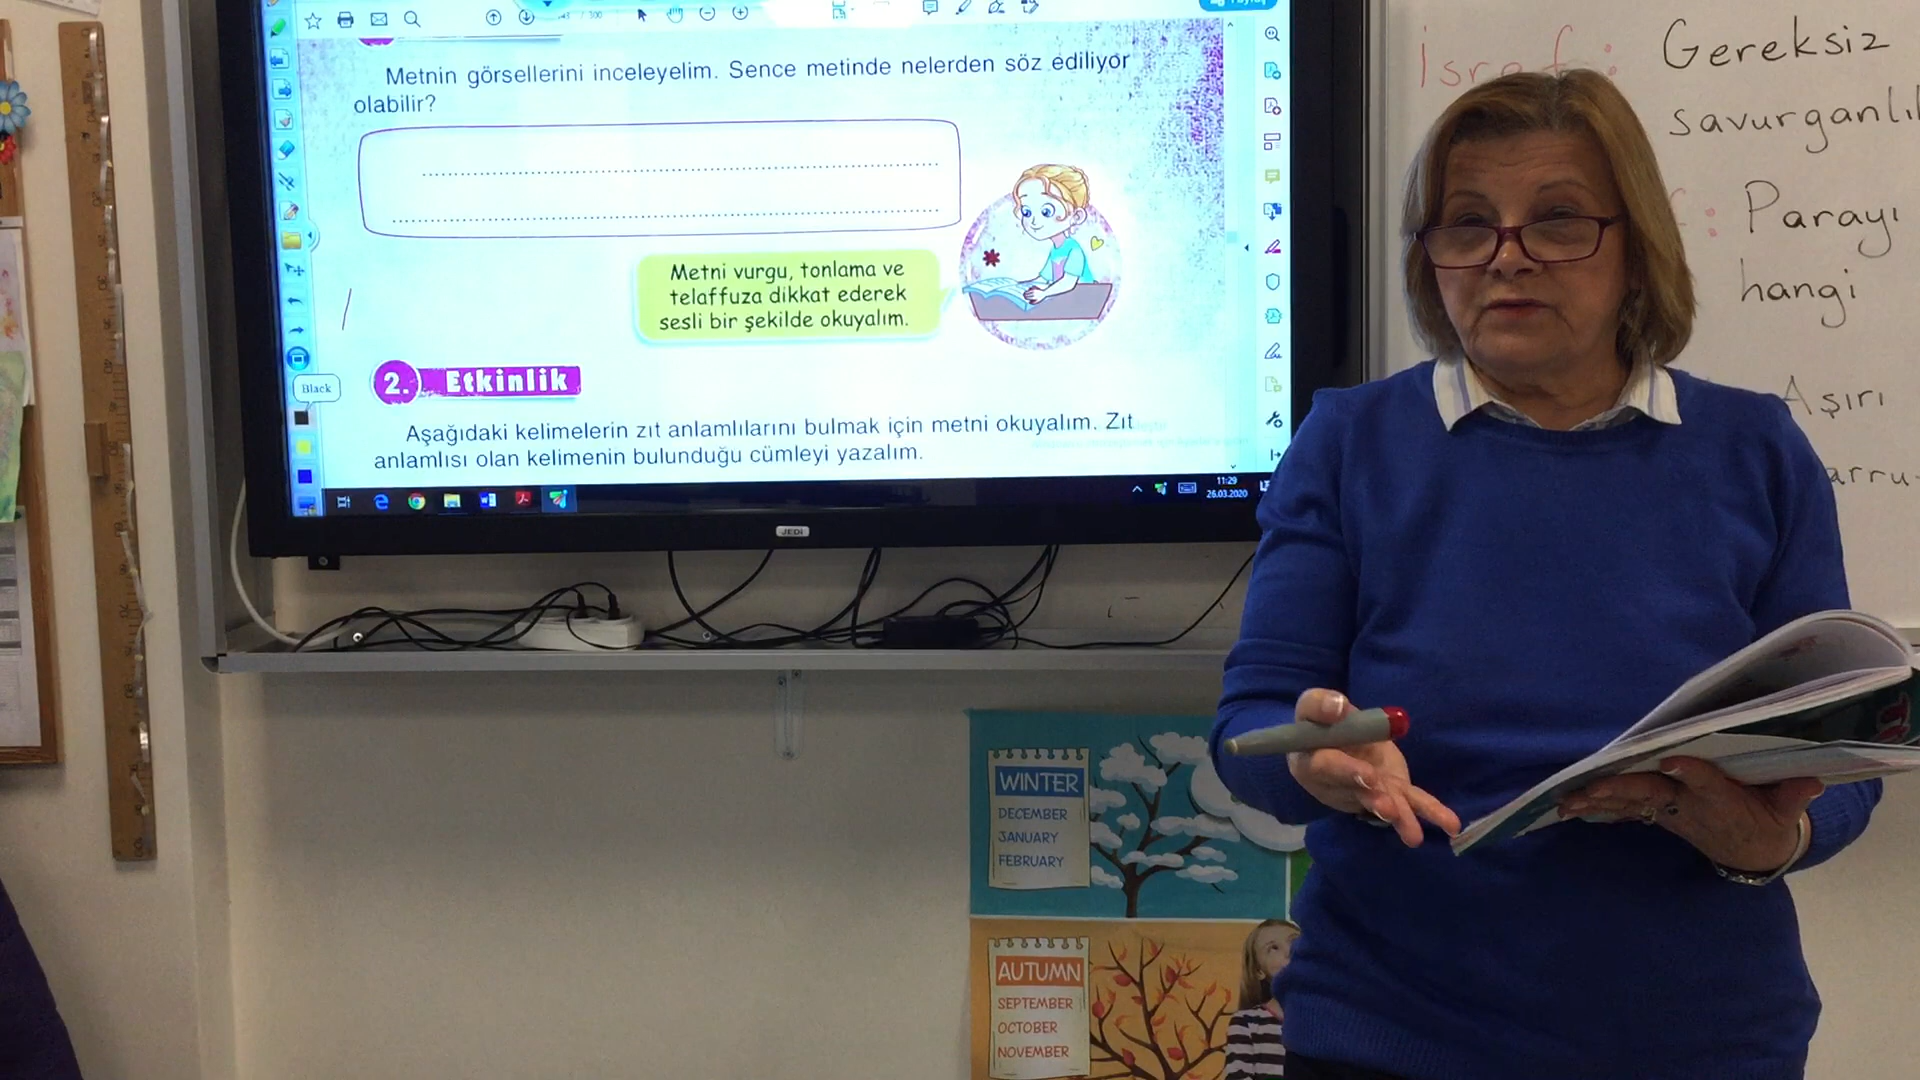 Metnin görsellerini inceleyelim. Sence metinde nelerden söz ediliyor
olabilir?
Metni vurgu, tonlama ve
telaffuza dikkat ederek
sesli bir şekilde okuyalım.
2. Etkinlik
Aşağıdaki kelimelerin zıt anlamlılarını bulmak için metni okuyalım. Zıt
anlamlısı olan kelimenin bulunduğu cümleyi yazalım.
Black
11:29
26.03.2020
JEDI
İsraf: Gereksiz
: Parayı
hangi
Aşırı
WINTER
DECEMBER
JANUARY
FEBRUARY
AUTUMN
SEPTEMBER
OCTOBER
NOVEMBER